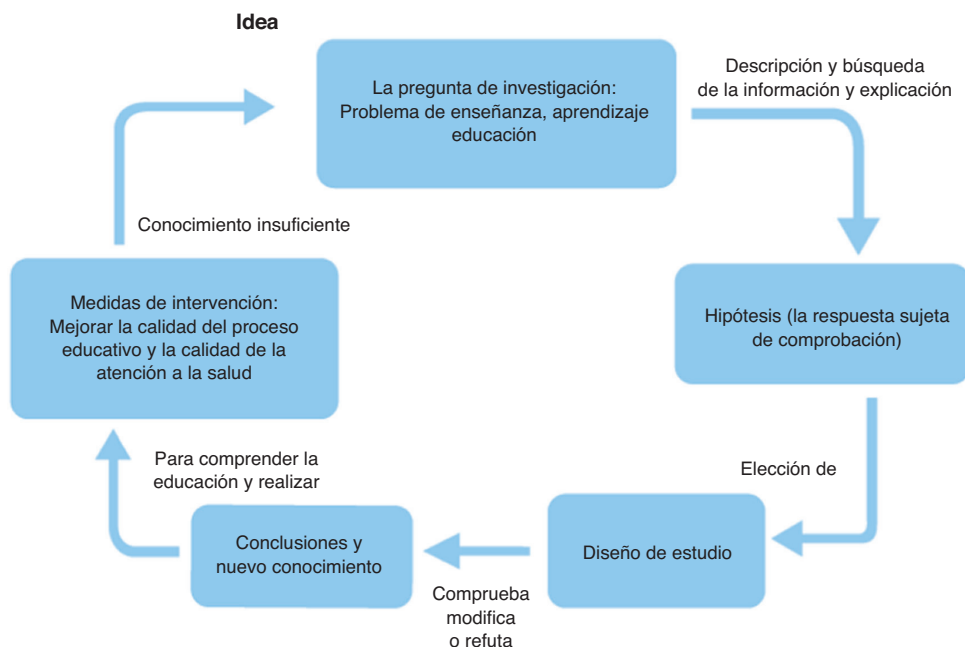 Idea
La pregunta de investigación:
Problema de enseñanza, aprendizaje
educación
Descripción y búsqueda
de la información y explicación
Hipótesis (la respuesta sujeta
de comprobación)
Elección de
Diseño de estudio
Comprueba
modifica
o refuta
Conclusiones y
nuevo conocimiento
Para comprender la
educación y realizar
Medidas de intervención:
Mejorar la calidad del proceso
educativo y la calidad de la
atención a la salud
Conocimiento insuficiente